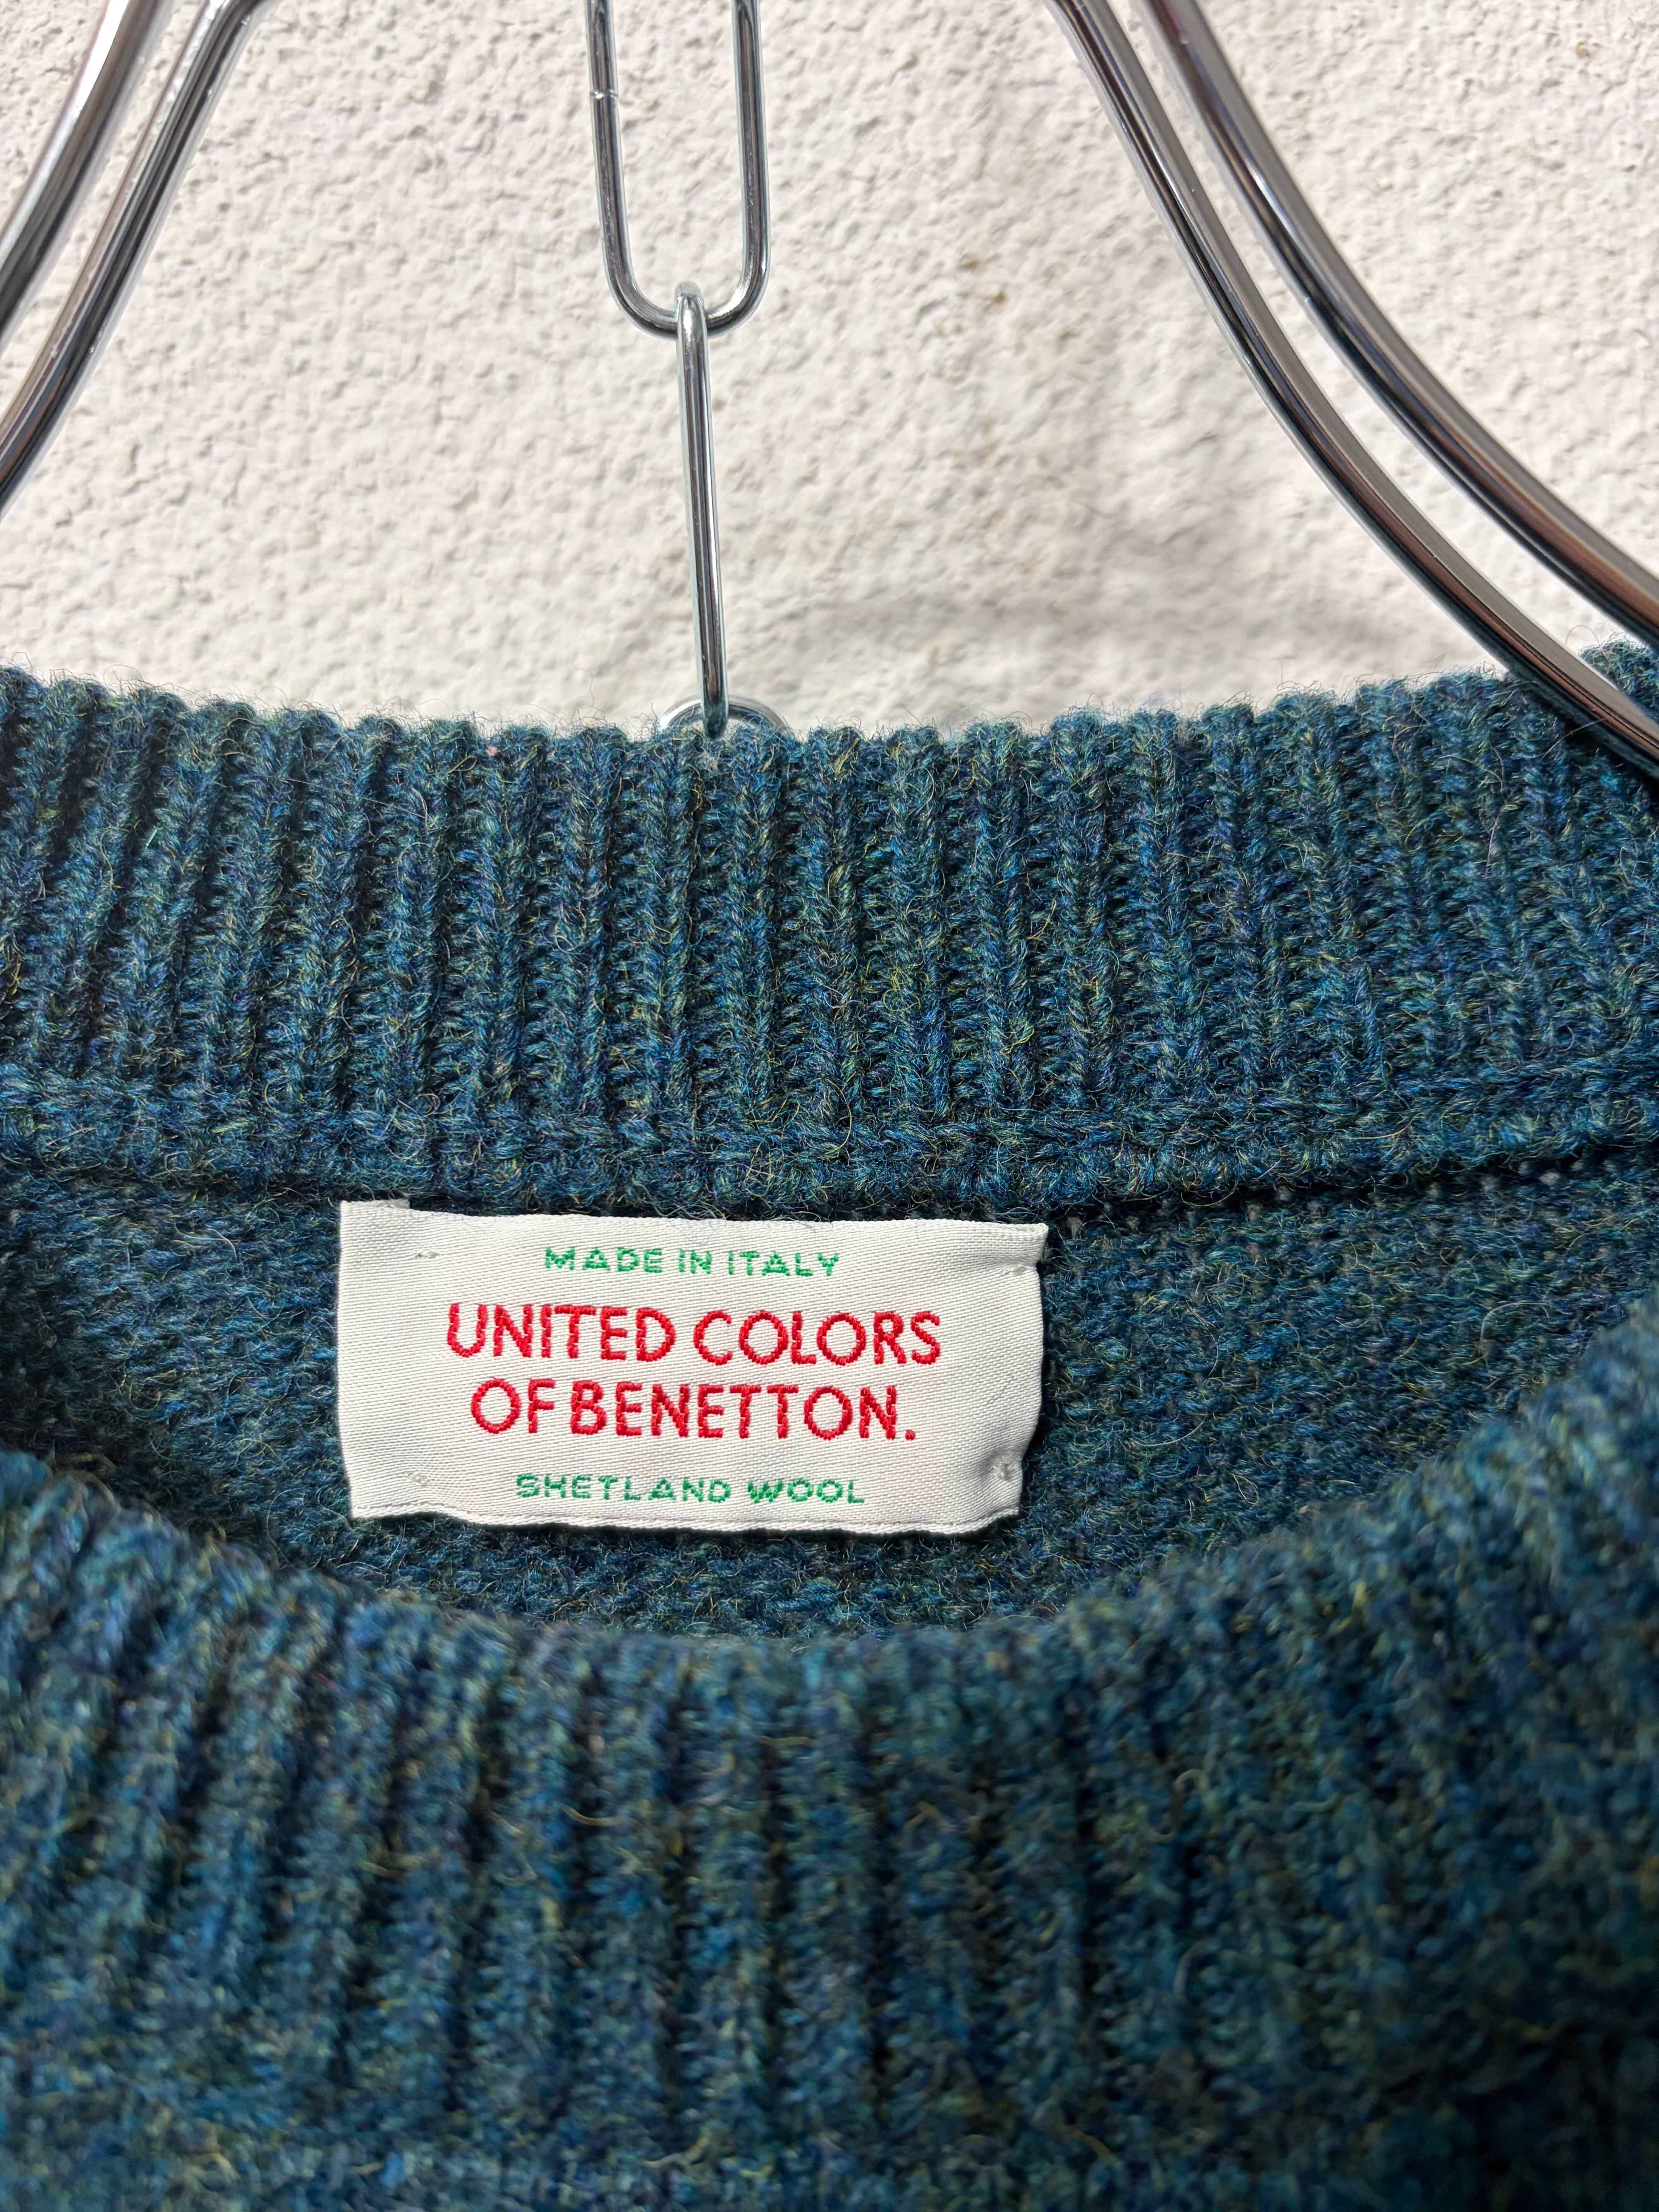 MADE IN ITALY
UNITED COLORS
OF BENETTON.
SHETLAND WOOL